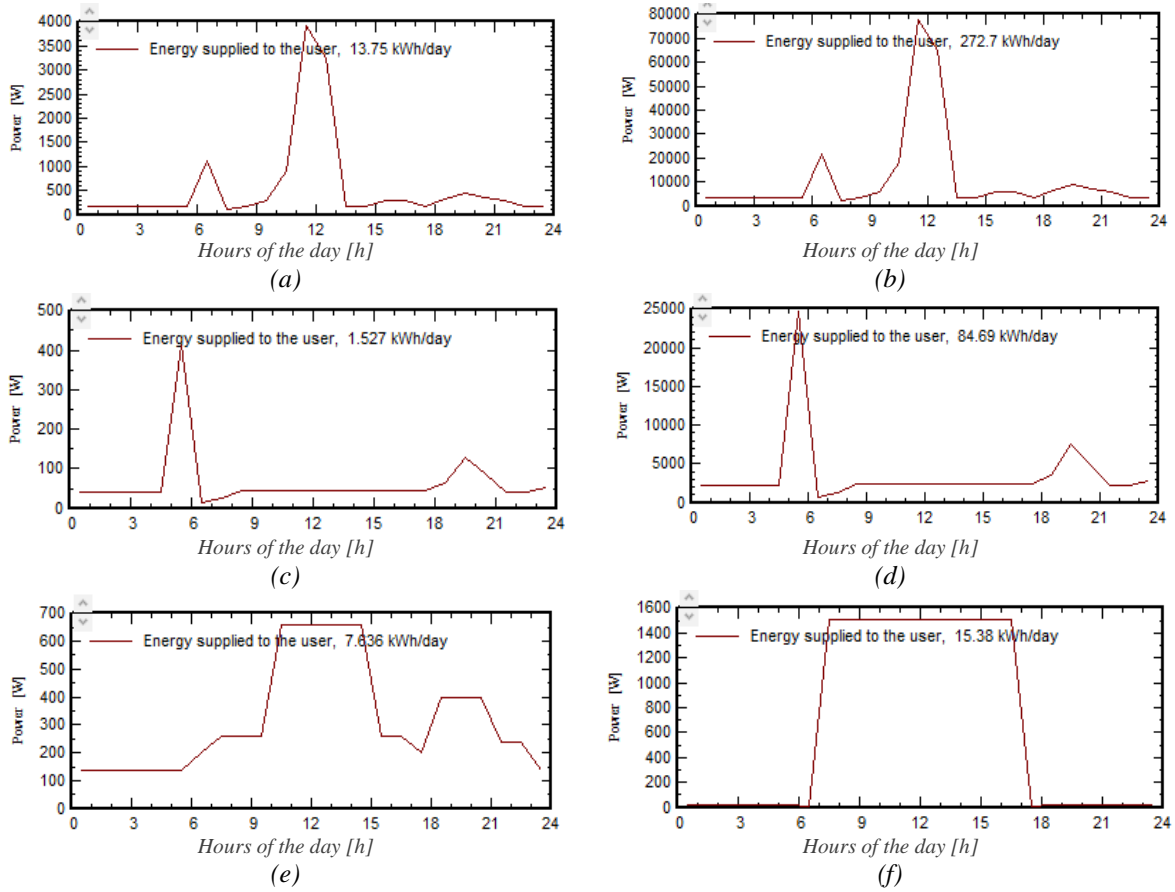 4000
3500
3000
2500
2000
1500
1000
500
0
Power [W]
Energy supplied to the user, 13.75 kWh/day
0 3 6 9 12 15 18 21 24
Hours of the day [h]
(a)
80000
70000
60000
50000
40000
30000
20000
10000
0
Power [W]
Energy supplied to the user, 272.7 kWh/day
0 3 6 9 12 15 18 21 24
Hours of the day [h]
(b)
500
400
300
200
100
0
Power [W]
Energy supplied to the user, 1.527 kWh/day
0 3 6 9 12 15 18 21 24
Hours of the day [h]
(c)
25000
20000
15000
10000
5000
0
Power [W]
Energy supplied to the user, 84.69 kWh/day
0 3 6 9 12 15 18 21 24
Hours of the day [h]
(d)
700
600
500
400
300
200
100
0
Power [W]
Energy supplied to the user, 7.636 kWh/day
0 3 6 9 12 15 18 21 24
Hours of the day [h]
(e)
1600
1400
1200
1000
800
600
400
200
0
Power [W]
Energy supplied to the user, 15.38 kWh/day
0 3 6 9 12 15 18 21 24
Hours of the day [h]
(f)